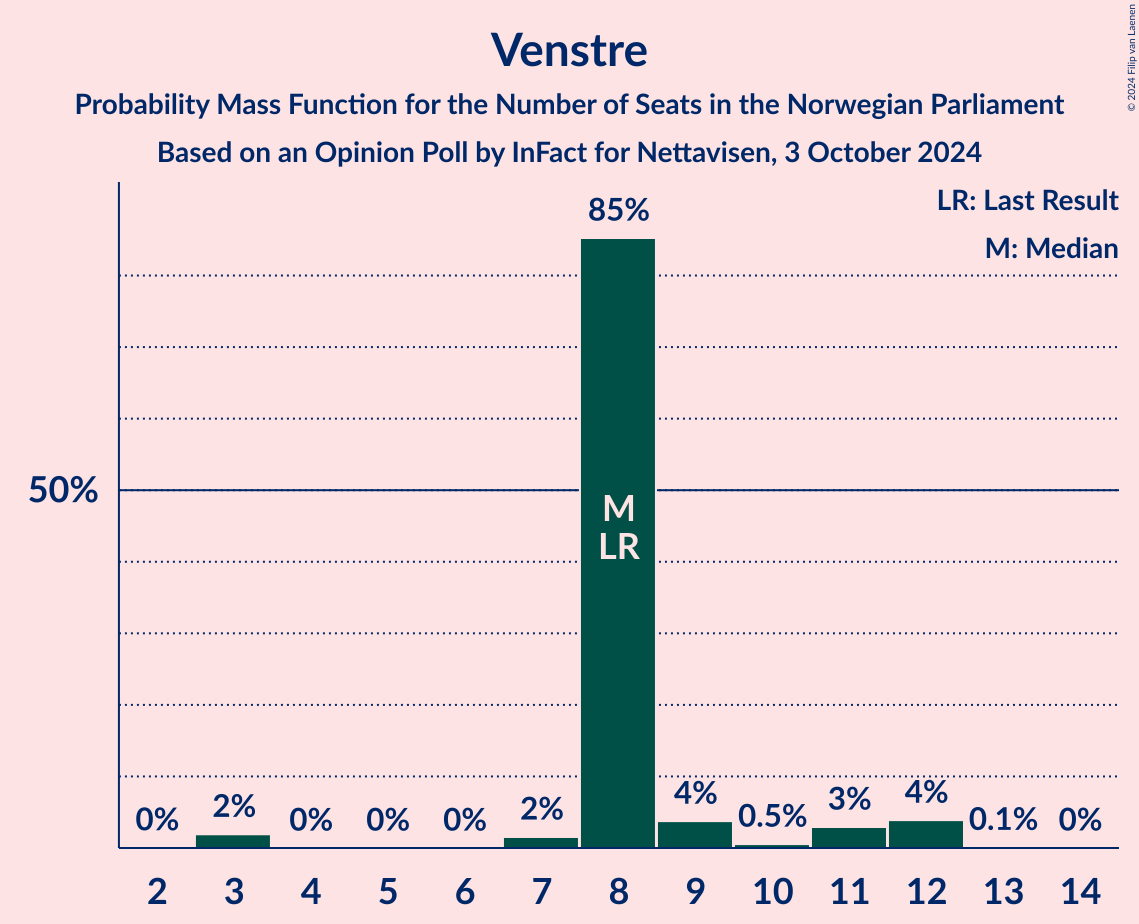 © 2024 Filip van Laenen
Venstre
Probability Mass Function for the Number of Seats in the Norwegian Parliament
Based on an Opinion Poll by InFact for Nettavisen, 3 October 2024
LR: Last Result
M: Median
85%
50%
M
LR
0% 2% 0% 0% 0% 2% 4% 0.5% 3% 4% 0.1% 0%
2 3 4 5 6 7 8 9 10 11 12 13 14